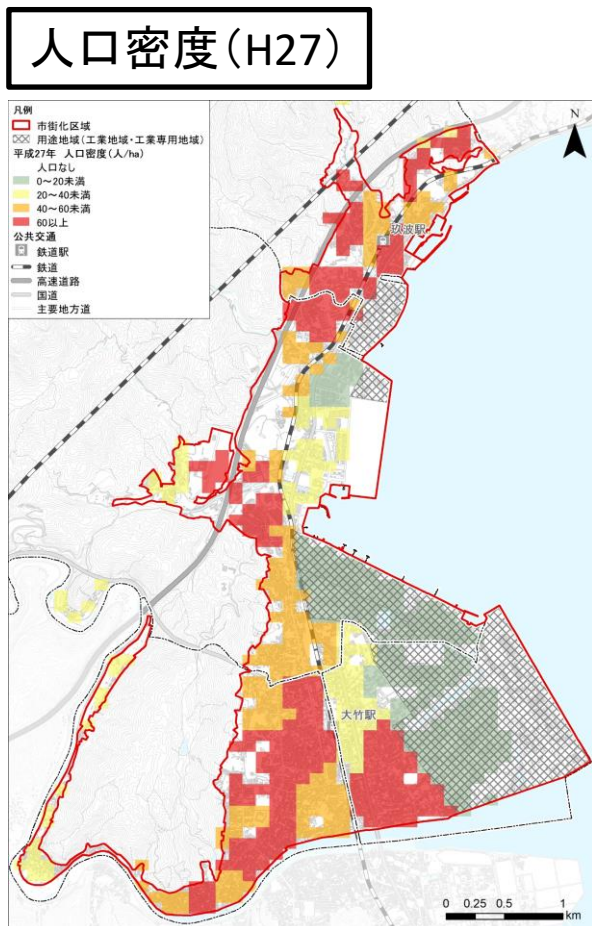 人口密度(H27)
凡例
市街化区域
用途地域(工業地域・工業専用地域)
平成27年 人口密度(人/ha)
人口なし
0～20未満
20～40未満
40～60未満
60以上
公共交通
鉄道駅
鉄道
高速道路
国道
主要地方道
N
玖波駅
大竹駅
0 0.25 0.5 1
km